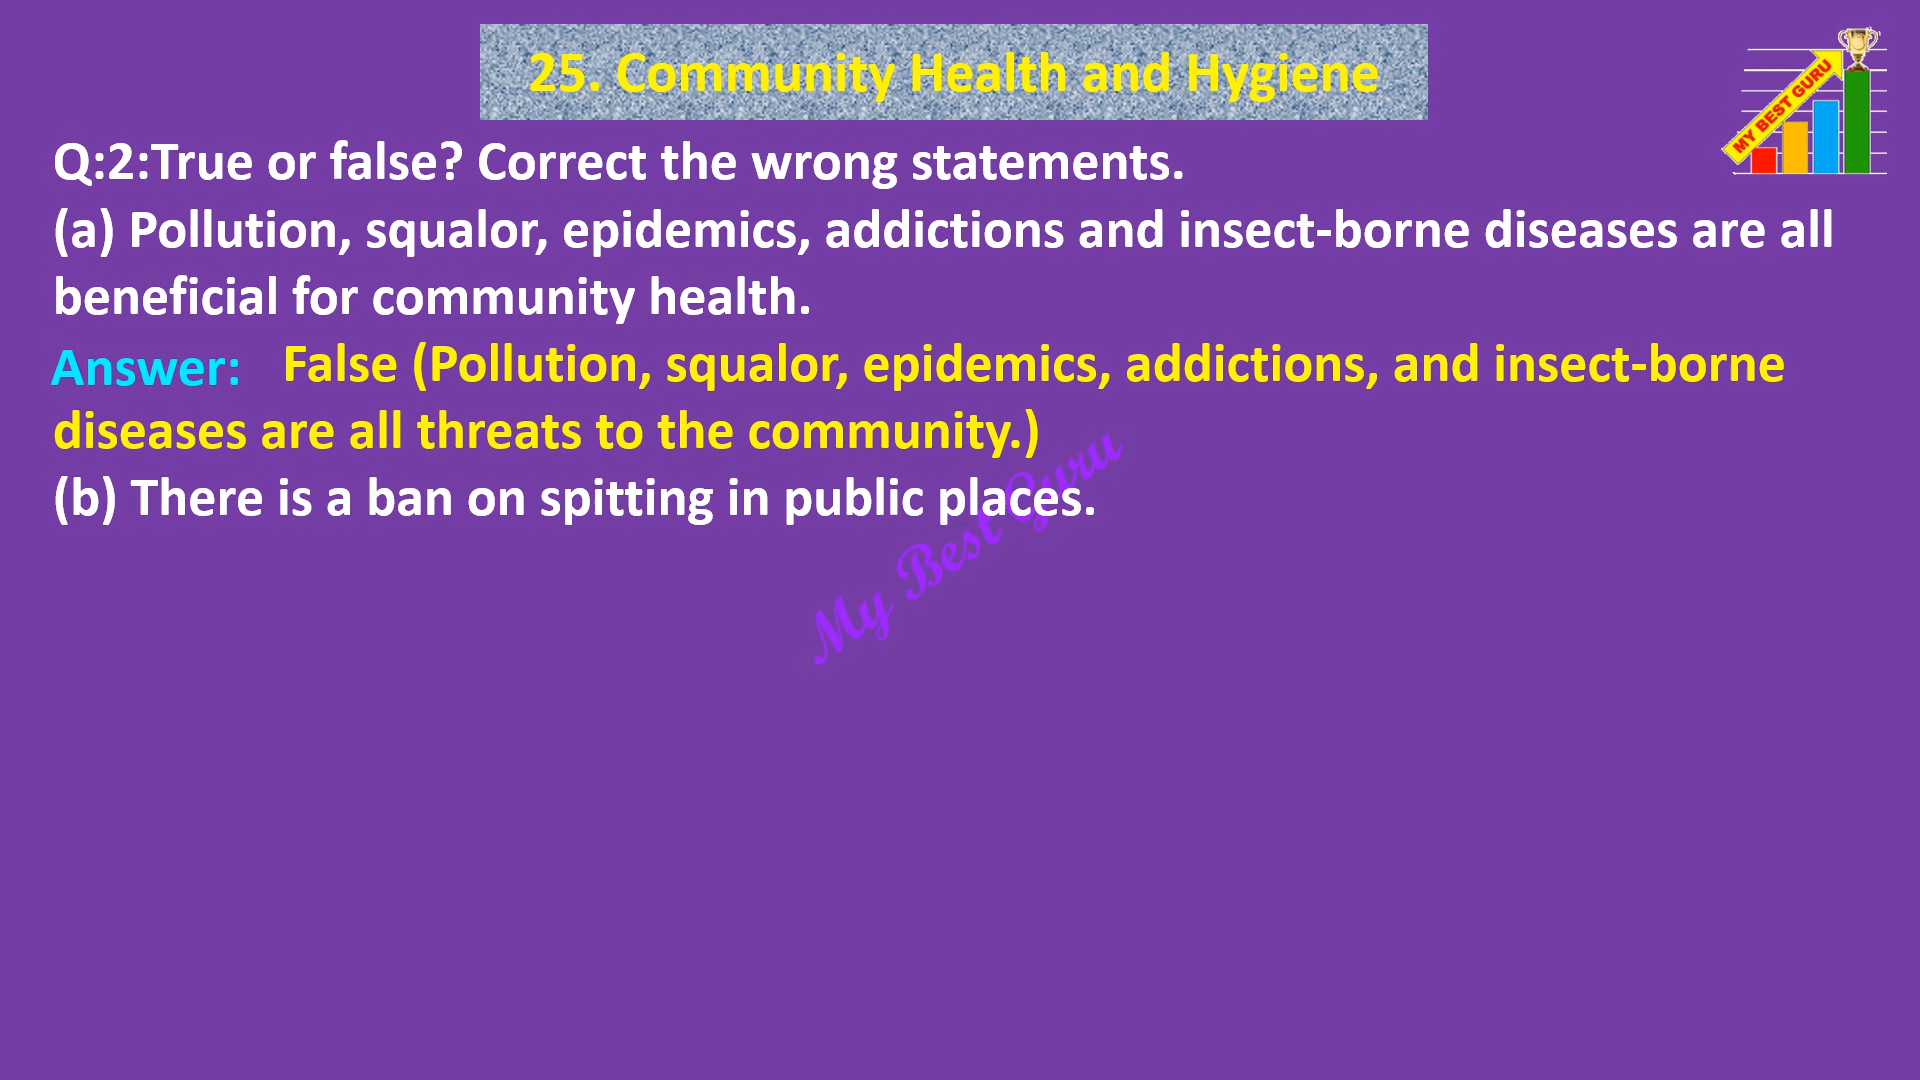 25. Community Health and Hygiene
MY BEST GURU
Q:2:True or false? Correct the wrong statements.
(a) Pollution, squalor, epidemics, addictions and insect-borne diseases are all
beneficial for community health.
Answer: False (Pollution, squalor, epidemics, addictions, and insect-borne
diseases are all threats to the community.)
(b) There is a ban on spitting in public places.
My Best Guru